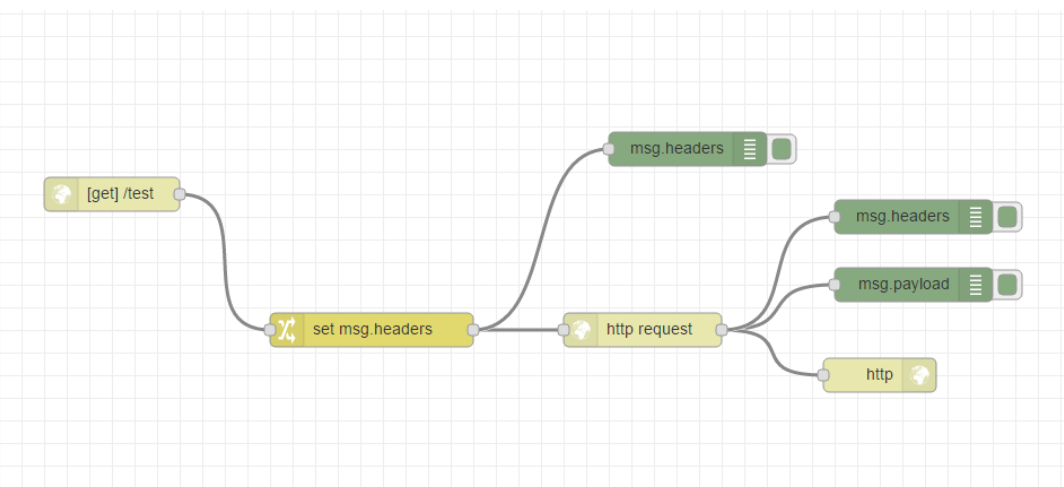 msg.headers
[get] /test
msg.headers
msg.payload
set msg.headers
http request
http